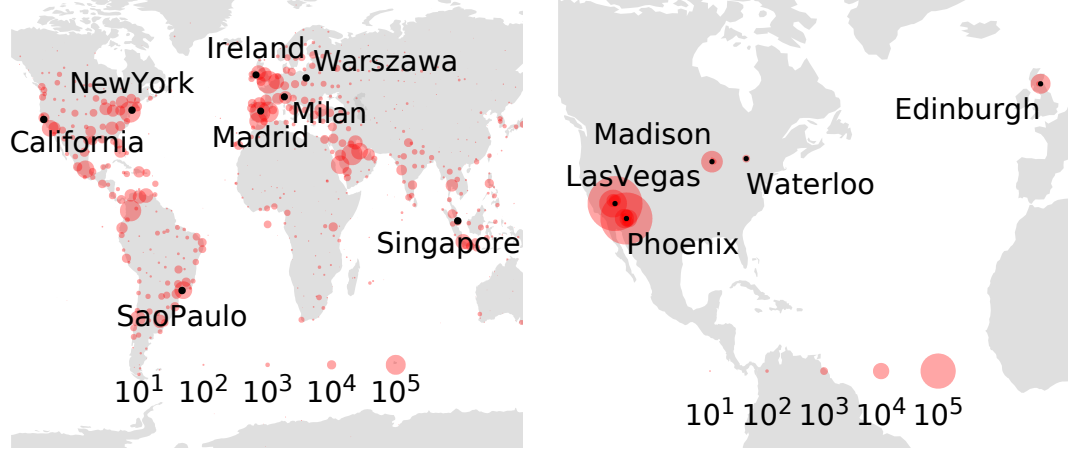 Ireland
Warszawa
NewYork
Milan
California
Madrid
Singapore
SaoPaulo
10¹ 10² 10³ 10⁴ 10⁵
Edinburgh
Madison
LasVegas
Waterloo
Phoenix
10¹ 10² 10³ 10⁴ 10⁵